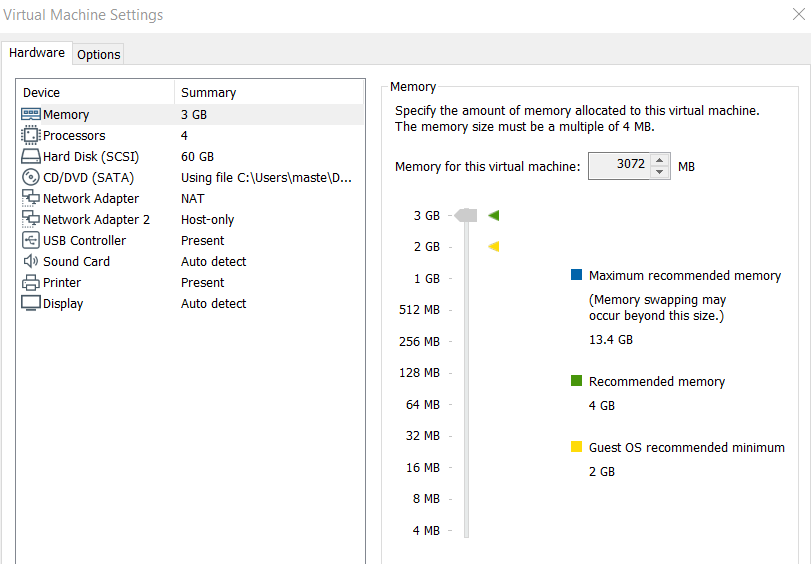 Virtual Machine Settings
Hardware
Options
Device Summary
Memory 3 GB
Processors 4
Hard Disk (SCSI) 60 GB
CD/DVD (SATA) Using file C:\Users\maste\D...
Network Adapter NAT
Network Adapter 2 Host-only
USB Controller Present
Sound Card Auto detect
Printer Present
Display Auto detect
Memory
Specify the amount of memory allocated to this virtual machine.
The memory size must be a multiple of 4 MB.
Memory for this virtual machine: 3072 MB
3 GB
2 GB
1 GB
512 MB
256 MB
128 MB
64 MB
32 MB
16 MB
8 MB
4 MB
Maximum recommended memory
(Memory swapping may
occur beyond this size.)
13.4 GB
Recommended memory
4 GB
Guest OS recommended minimum
2 GB